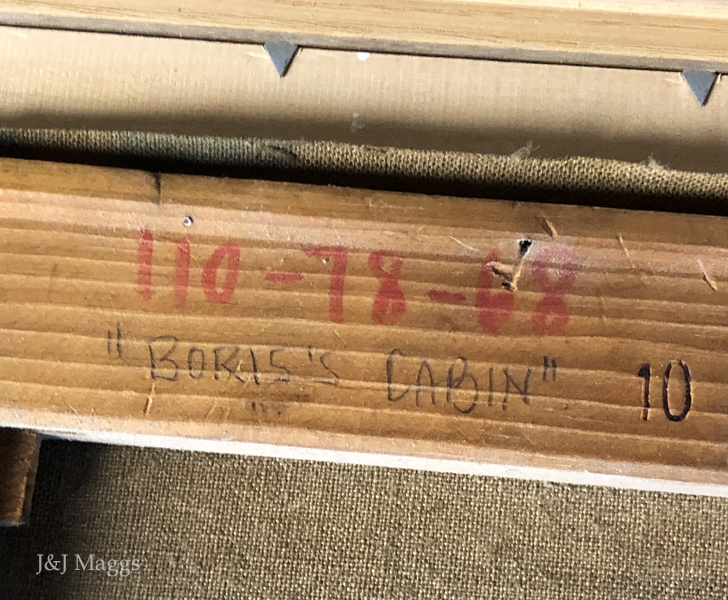 110-78-68
"BORIS'S CABIN" 10
J&J Maggs